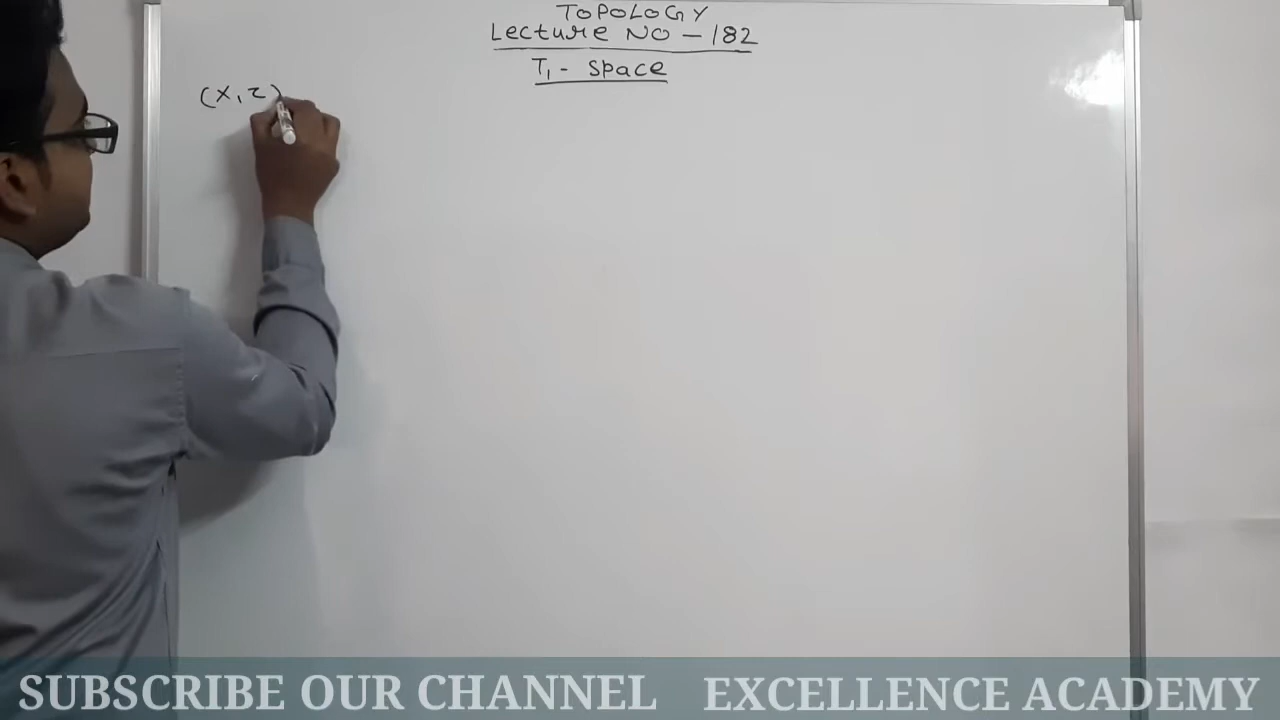 TOPOLOGY
Lecture NO - 182
T₁ - Space
(X, τ)
SUBSCRIBE OUR CHANNEL EXCELLENCE ACADEMY